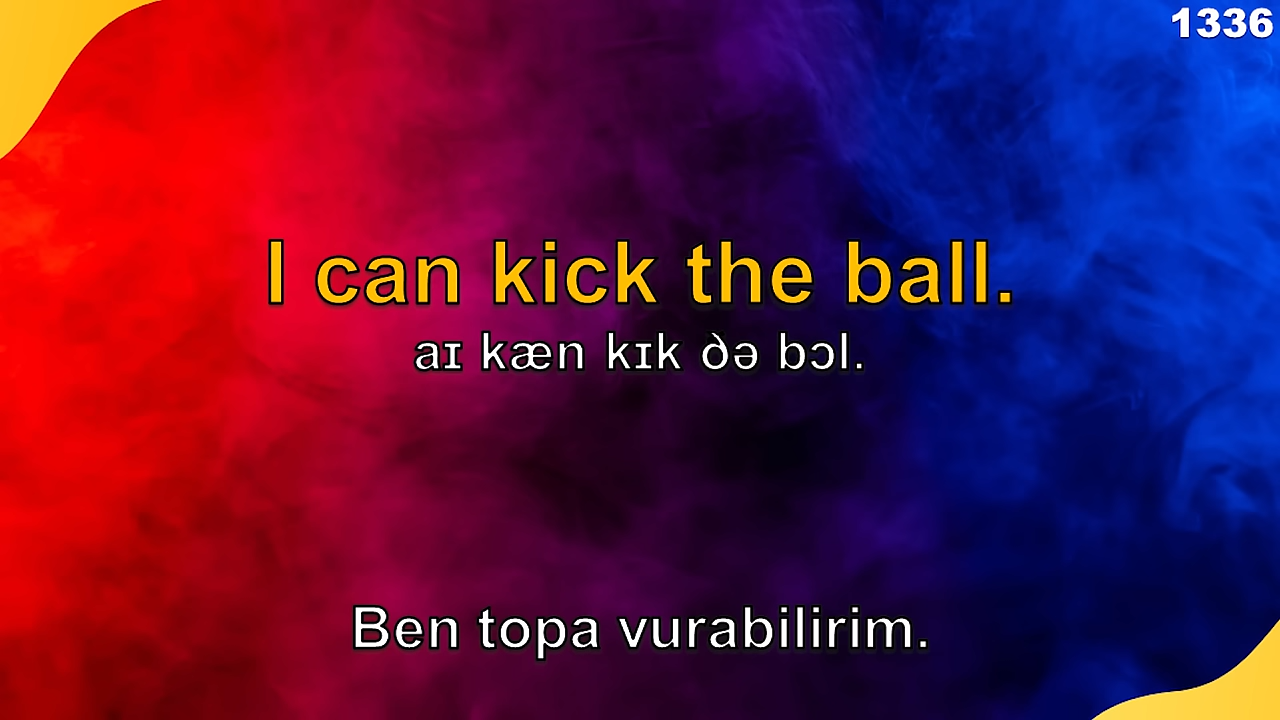 1336
I can kick the ball.
aɪ kæn kɪk ðə bɔl.
Ben topa vurabilirim.